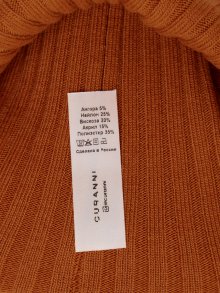 Ангора 5%
Нейлон 25%
Вискоза 20%
Акрил 15%
Полиэстер 35%
Сделано в России
CURANNI